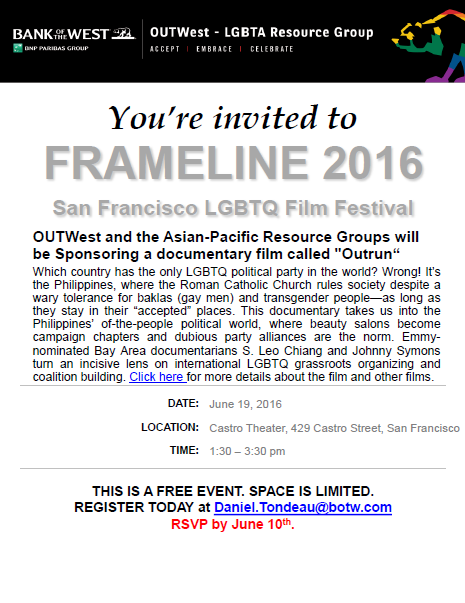 BANK OF THE WEST
BNP PARIBAS GROUP
OUTWest - LGBTA Resource Group
ACCEPT | EMBRACE | CELEBRATE
You're invited to
FRAMELINE 2016
San Francisco LGBTQ Film Festival
OUTWest and the Asian-Pacific Resource Groups will
be Sponsoring a documentary film called "Outrun“
Which country has the only LGBTQ political party in the world? Wrong! It's
the Philippines, where the Roman Catholic Church rules society despite a
wary tolerance for baklas (gay men) and transgender people—as long as
they stay in their “accepted” places. This documentary takes us into the
Philippines’ of-the-people political world, where beauty salons become
campaign chapters and dubious party alliances are the norm. Emmy-
nominated Bay Area documentarians S. Leo Chiang and Johnny Symons
turn an incisive lens on international LGBTQ grassroots organizing and
coalition building. Click here for more details about the film and other films.
DATE: June 19, 2016
LOCATION: Castro Theater, 429 Castro Street, San Francisco
TIME: 1:30 – 3:30 pm
THIS IS A FREE EVENT. SPACE IS LIMITED.
REGISTER TODAY at Daniel.Tondeau@botw.com
RSVP by June 10th.